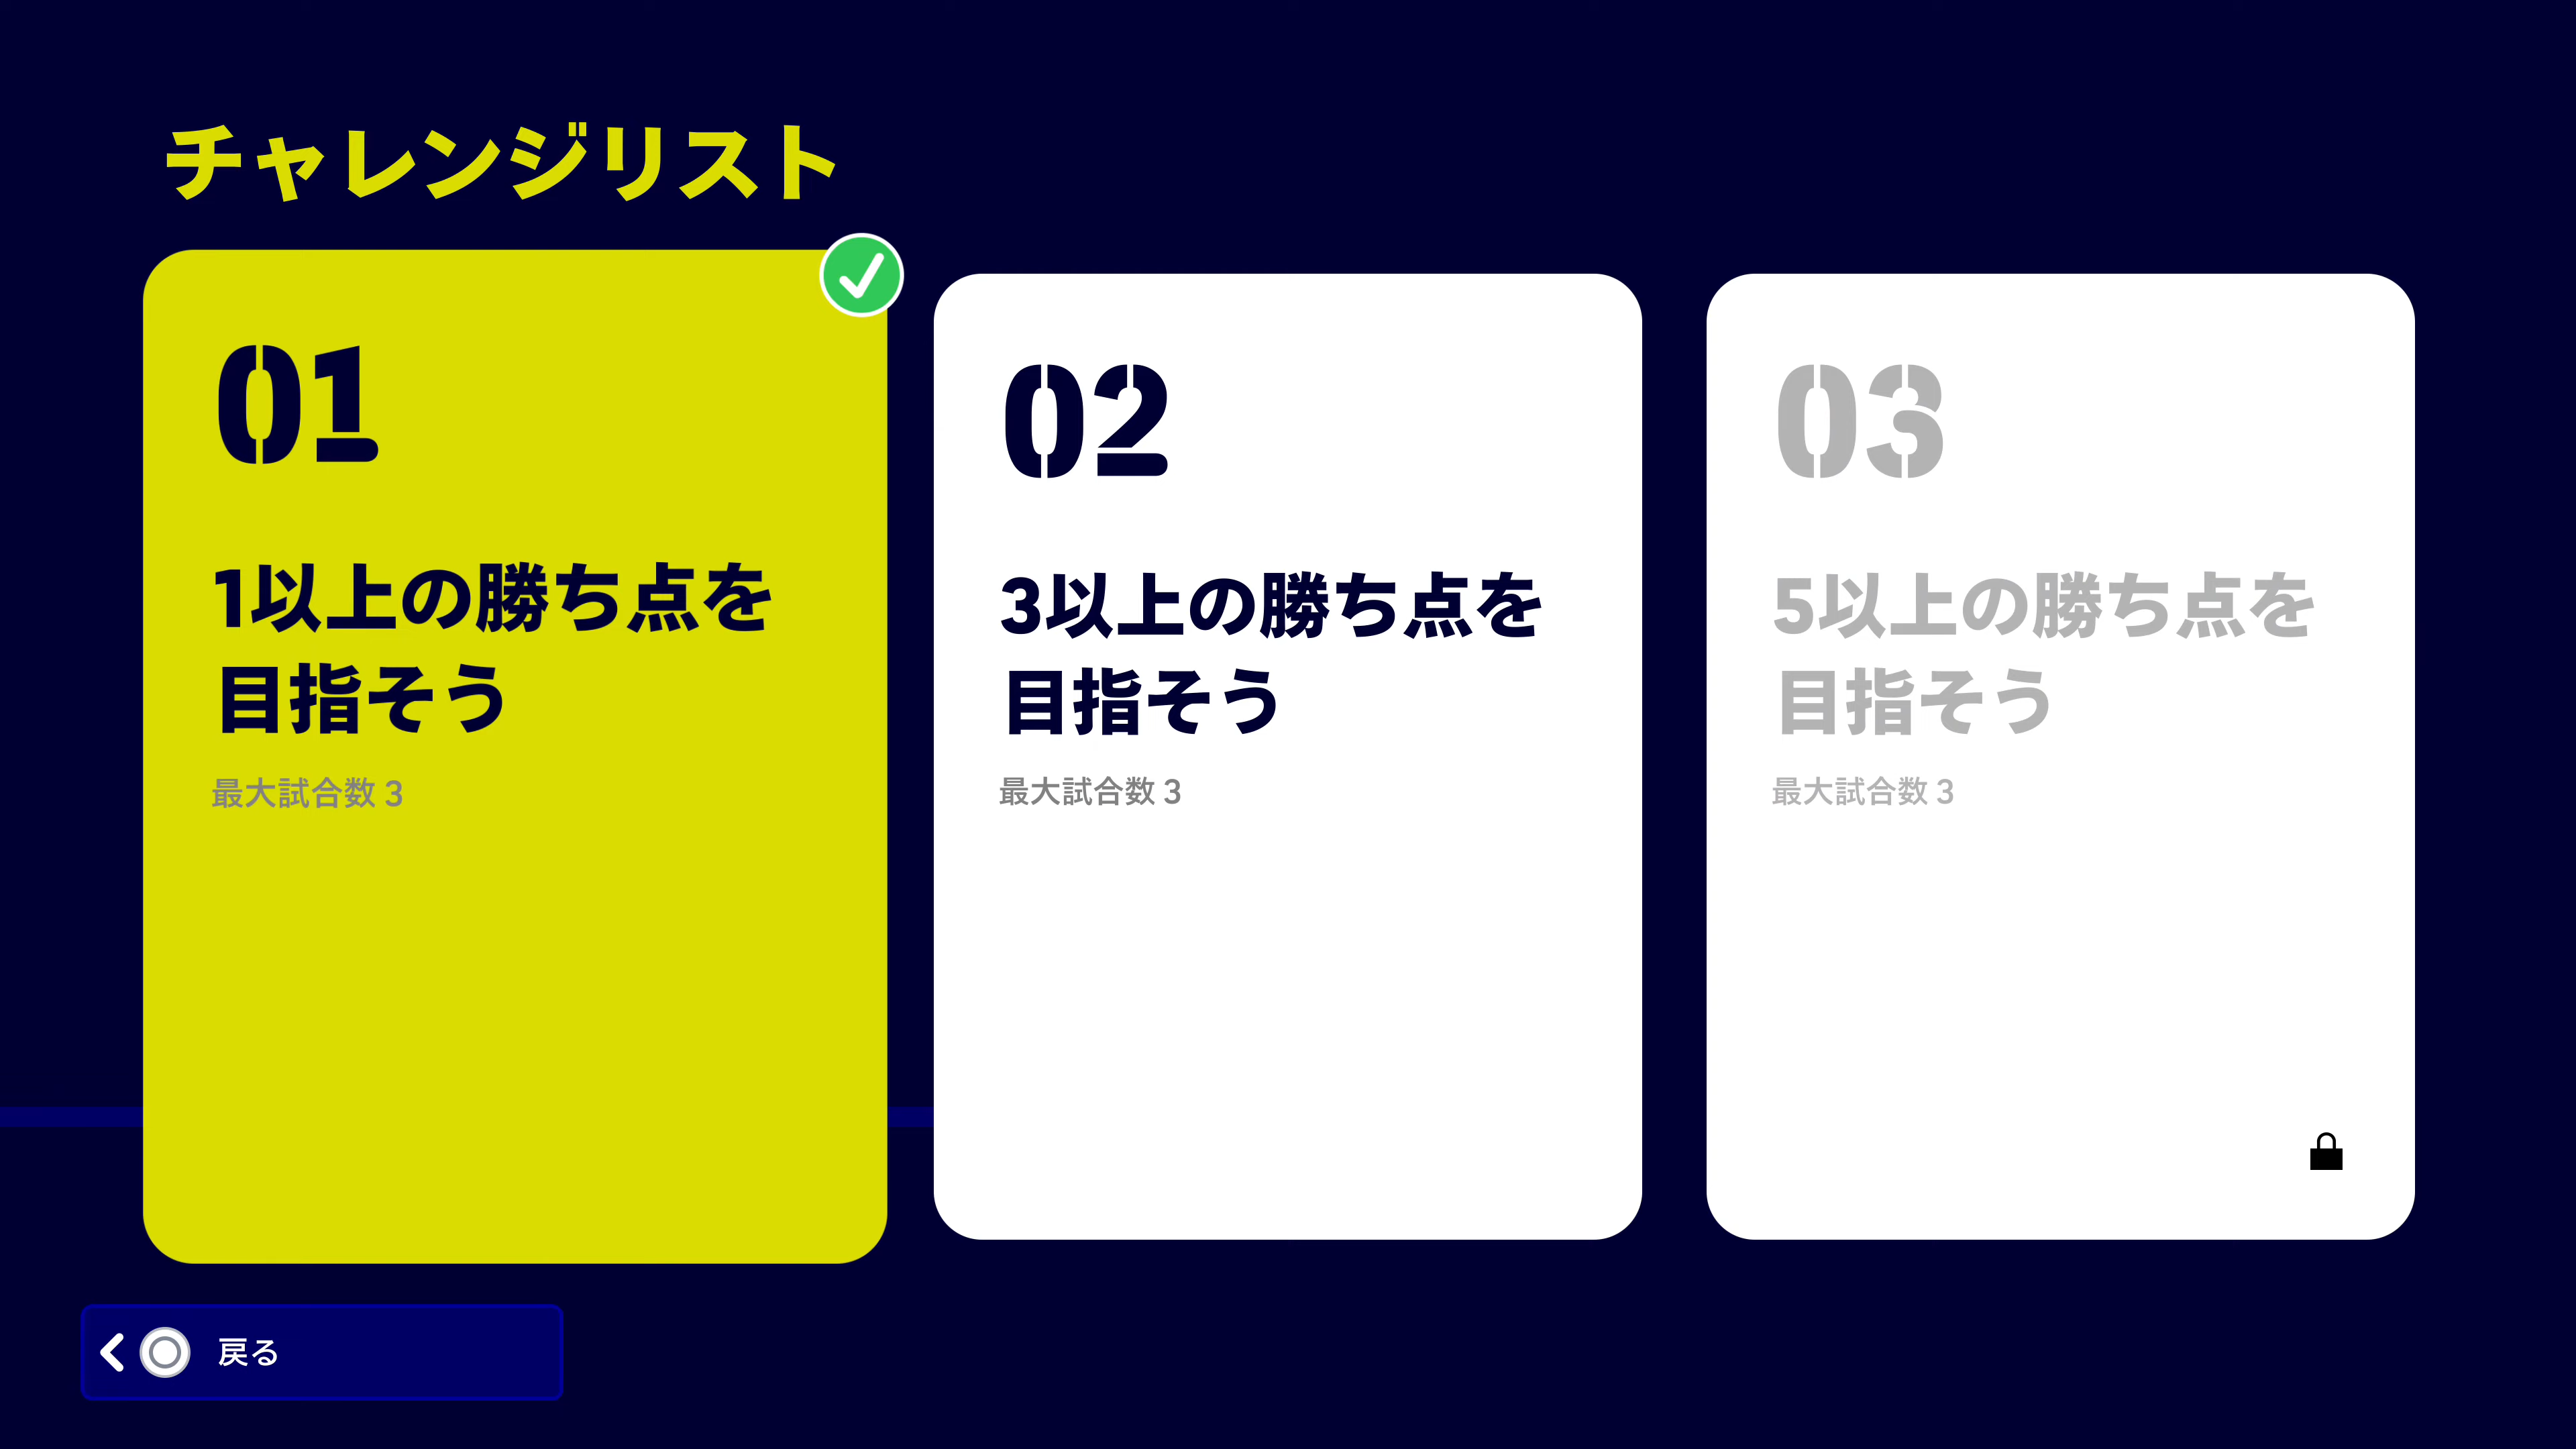 チャレンジリスト
01
1以上の勝ち点を
目指そう
最大試合数 3
02
3以上の勝ち点を
目指そう
最大試合数 3
03
5以上の勝ち点を
目指そう
最大試合数 3
戻る